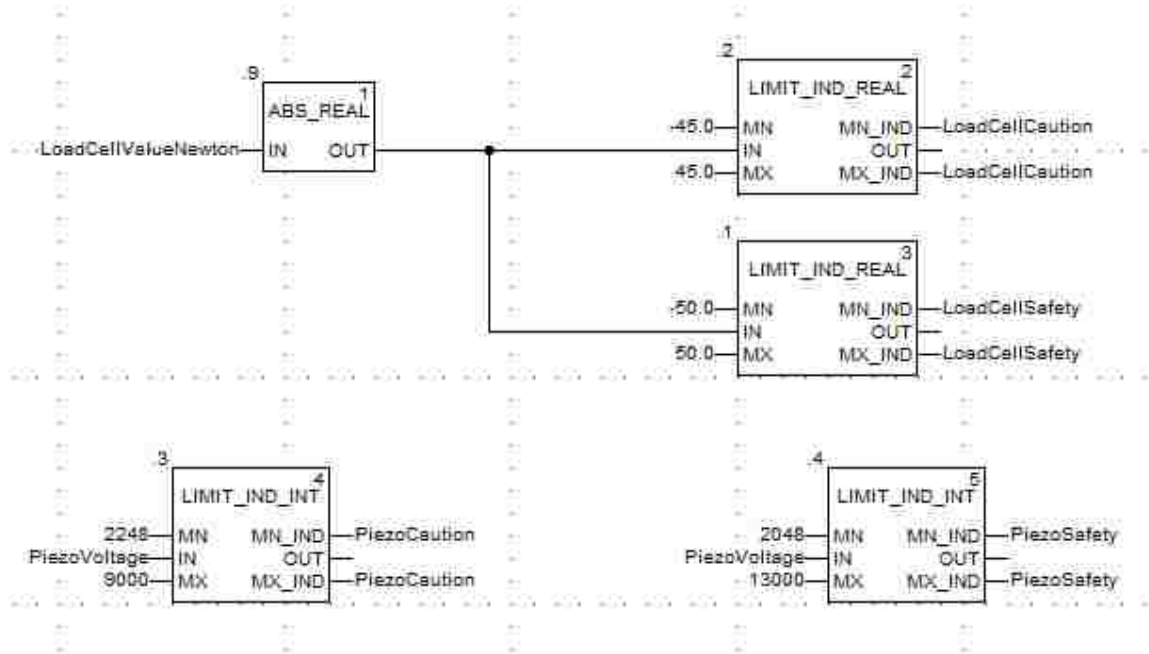 .2
2
LIMIT_IND_REAL
-45.0 MN MN_IND LoadCellCaution
IN OUT
45.0 MX MX_IND LoadCellCaution
.9
1
ABS_REAL
LoadCellValueNewton IN OUT
.1
3
LIMIT_IND_REAL
-50.0 MN MN_IND LoadCellSafety
IN OUT
50.0 MX MX_IND LoadCellSafety
.3
4
LIMIT_IND_INT
2248 MN MN_IND PiezoCaution
PiezoVoltage IN OUT
9000 MX MX_IND PiezoCaution
.4
5
LIMIT_IND_INT
2048 MN MN_IND PiezoSafety
PiezoVoltage IN OUT
13000 MX MX_IND PiezoSafety